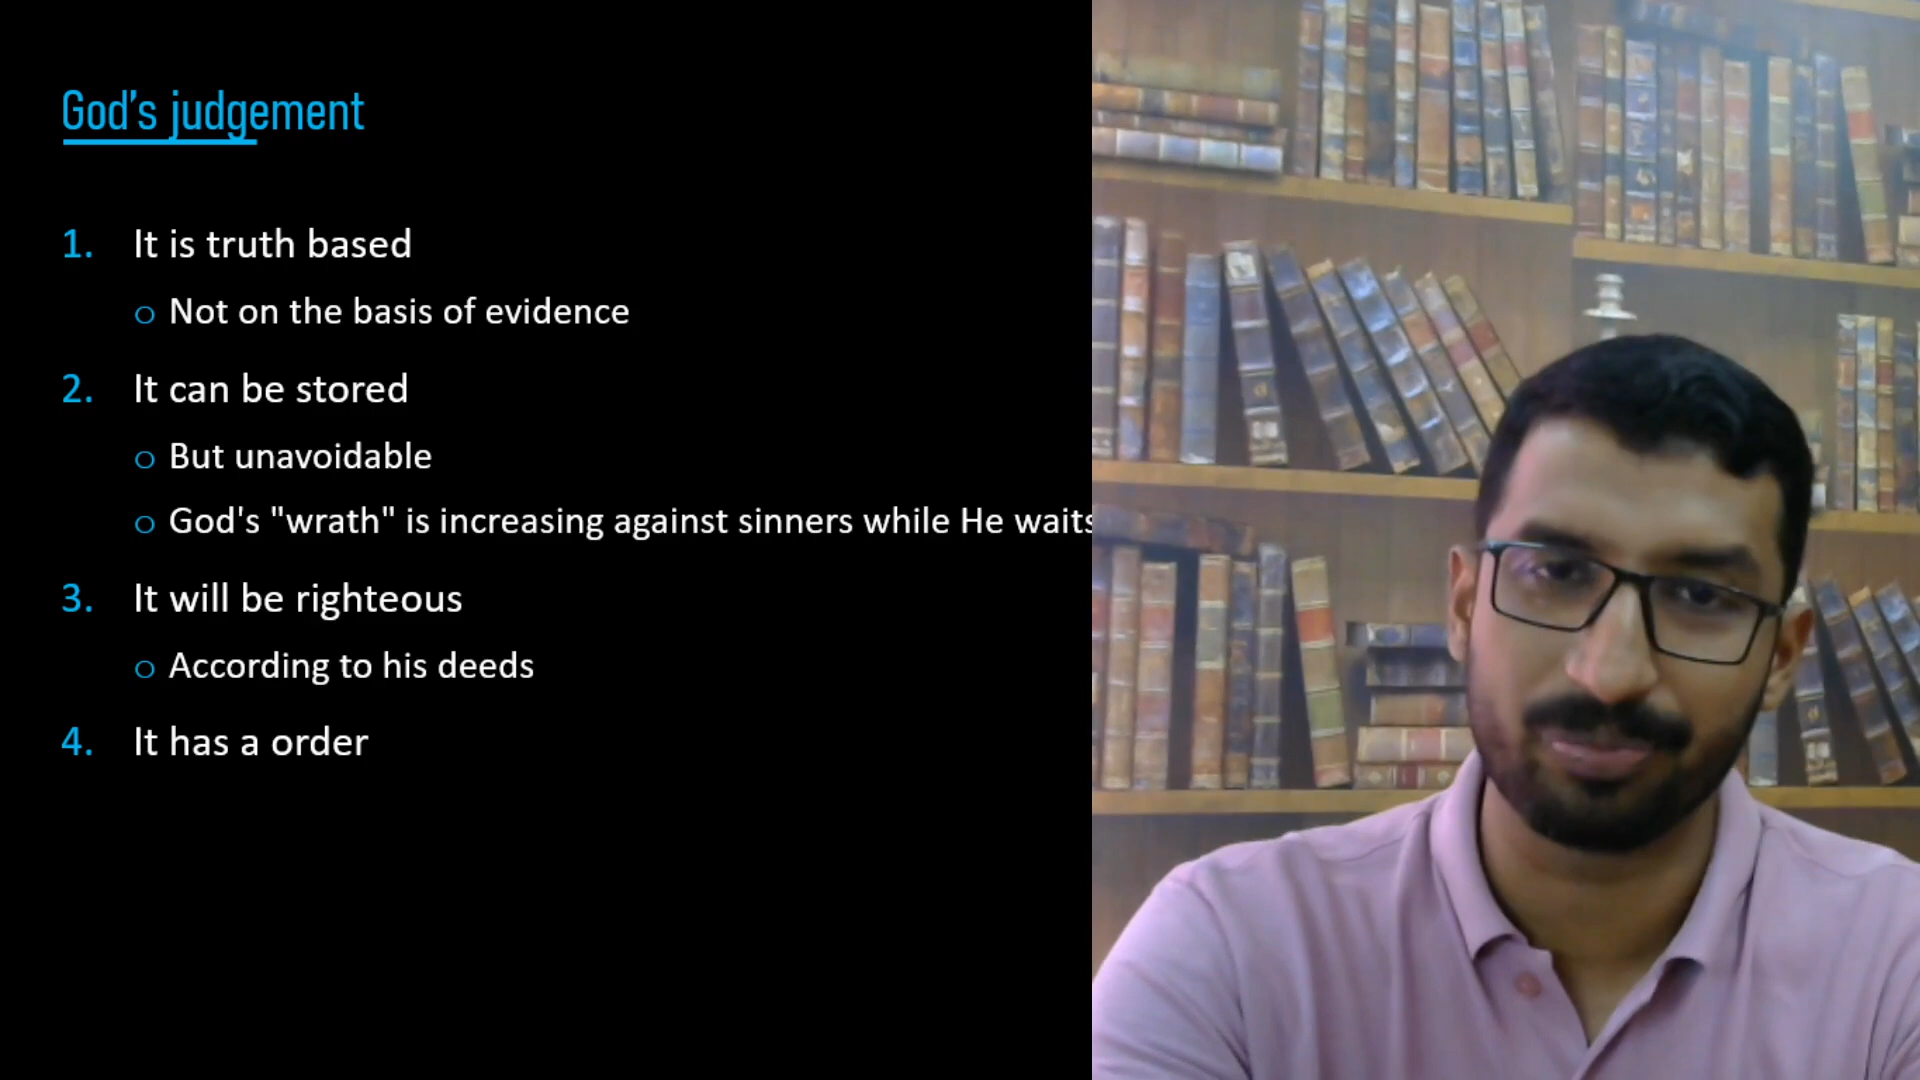 God's judgement
1. It is truth based
o Not on the basis of evidence
2. It can be stored
o But unavoidable
o God's "wrath" is increasing against sinners while He waits
3. It will be righteous
o According to his deeds
4. It has a order